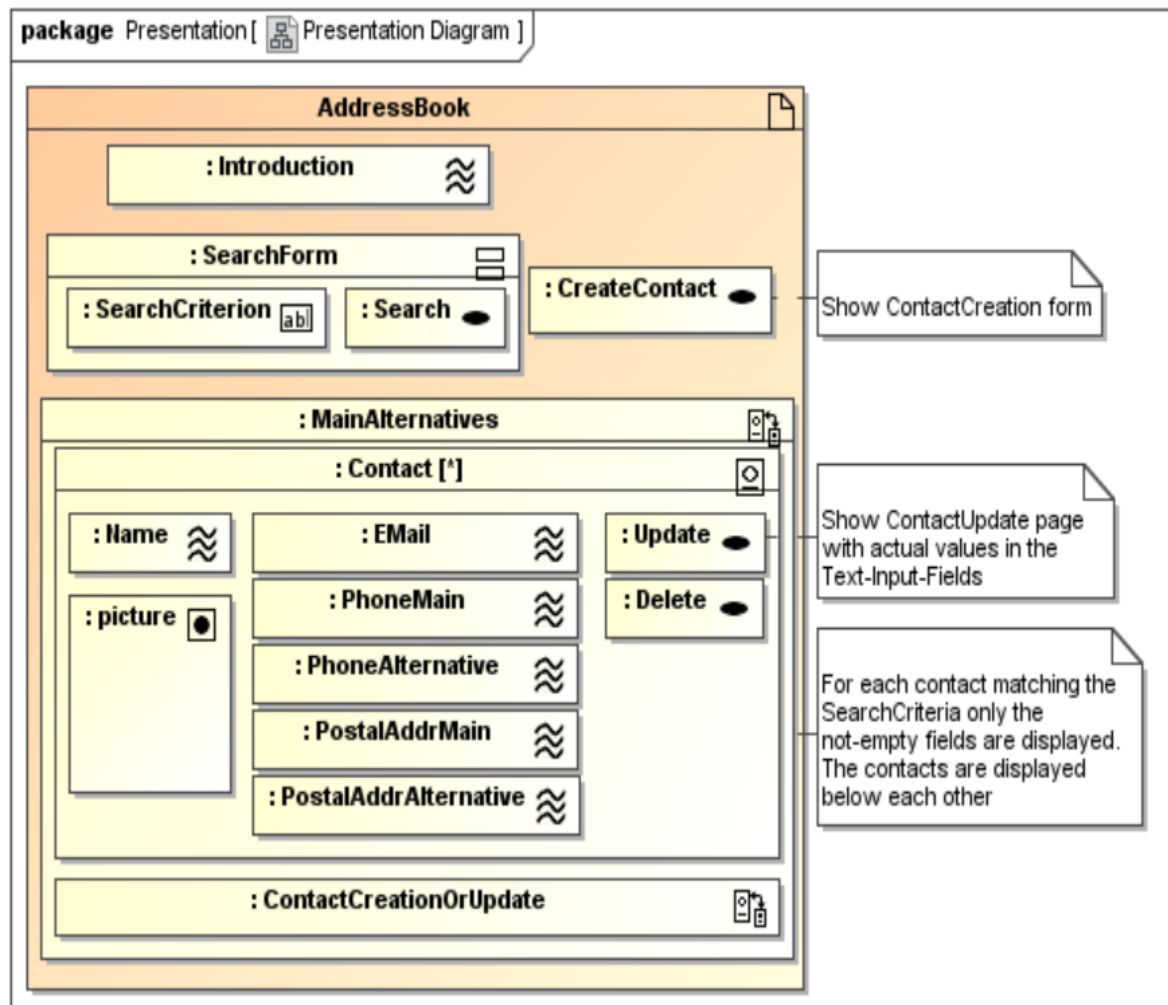 package Presentation [ Presentation Diagram ]
AddressBook
: Introduction
: SearchForm
: SearchCriterion
ab
: Search
: CreateContact
Show ContactCreation form
: MainAlternatives
: Contact [*]
: Name
: EMail
: Update
Show ContactUpdate page
with actual values in the
Text-Input-Fields
: picture
: PhoneMain
: Delete
: PhoneAlternative
: PostalAddrMain
: PostalAddrAlternative
For each contact matching the
SearchCriteria only the
not-empty fields are displayed.
The contacts are displayed
below each other
: ContactCreationOrUpdate